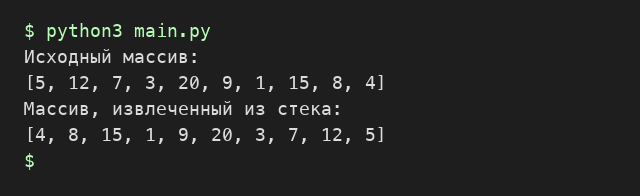 $ python3 main.py
Исходный массив:
[5, 12, 7, 3, 20, 9, 1, 15, 8, 4]
Массив, извлеченный из стека:
[4, 8, 15, 1, 9, 20, 3, 7, 12, 5]
$